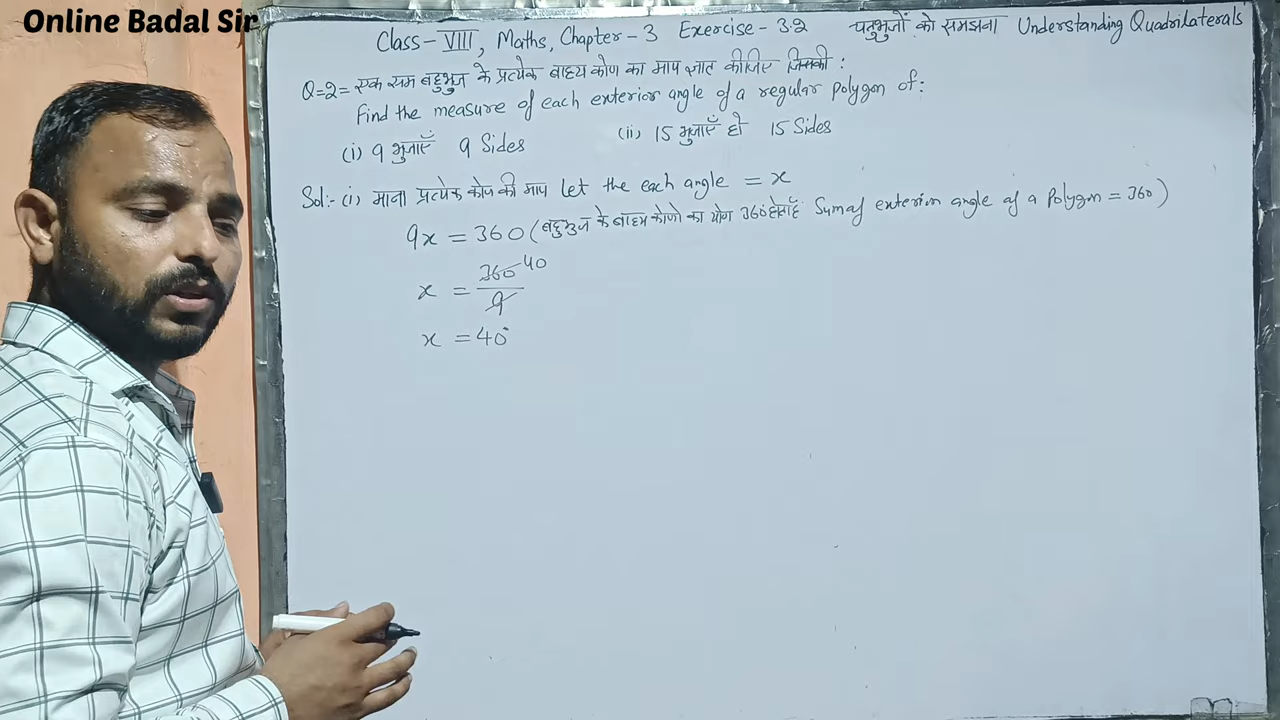 Online Badal Sir
Class-VIII, Maths, Chapter-3 Exercise-3.2 चतुर्भुजों को समझना Understanding Quadrilaterals
Q=2= एक सम बहुभुज के प्रत्येक बाह्य कोण का माप ज्ञात कीजिए जिसकी :
Find the measure of each exterior angle of a regular polygon of:
(i) 9 भुजाएँ 9 Sides (ii) 15 भुजाएँ हो 15 Sides
Sol:- (i) माना प्रत्येक कोण की माप Let the each angle = x
9x = 360 (बहुभुज के बाह्य कोणो का योग 360° होता है Sum of exterior angle of a Polygon = 360)
x = 360/9 40
x = 40°